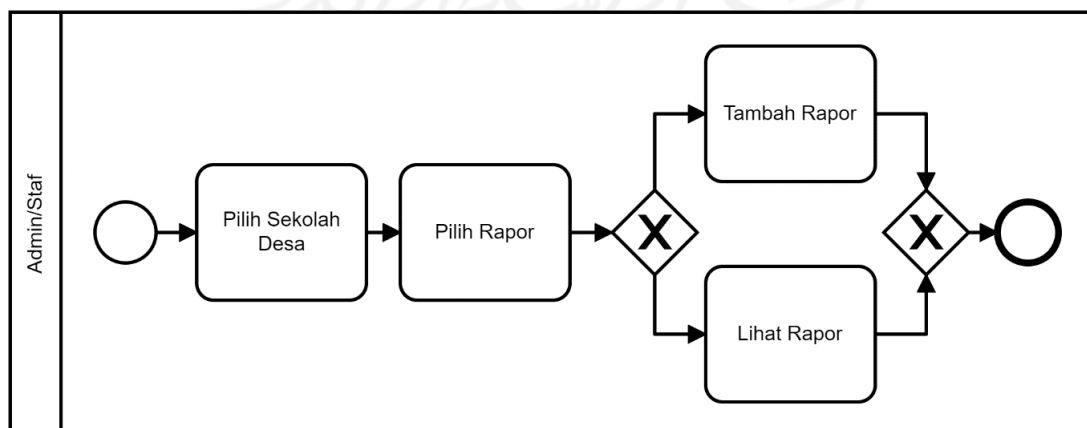 Admin/Staf
Pilih Sekolah
Desa
Pilih Rapor
Tambah Rapor
Lihat Rapor